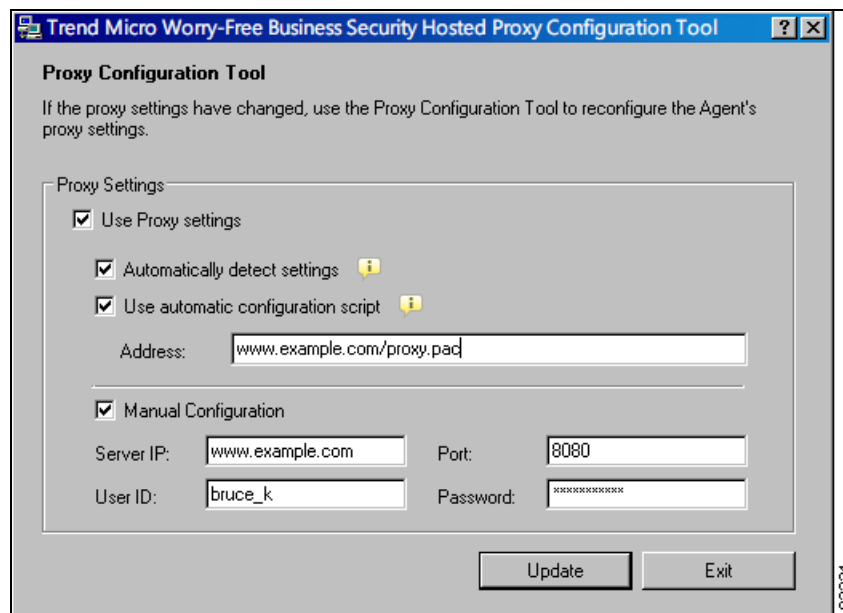 Trend Micro Worry-Free Business Security Hosted Proxy Configuration Tool
Proxy Configuration Tool
If the proxy settings have changed, use the Proxy Configuration Tool to reconfigure the Agent's
proxy settings.
Proxy Settings
Use Proxy settings
Automatically detect settings
Use automatic configuration script
Address: www.example.com/proxy.pac
Manual Configuration
Server IP: www.example.com Port: 8080
User ID: bruce_k Password: ***********
Update Exit